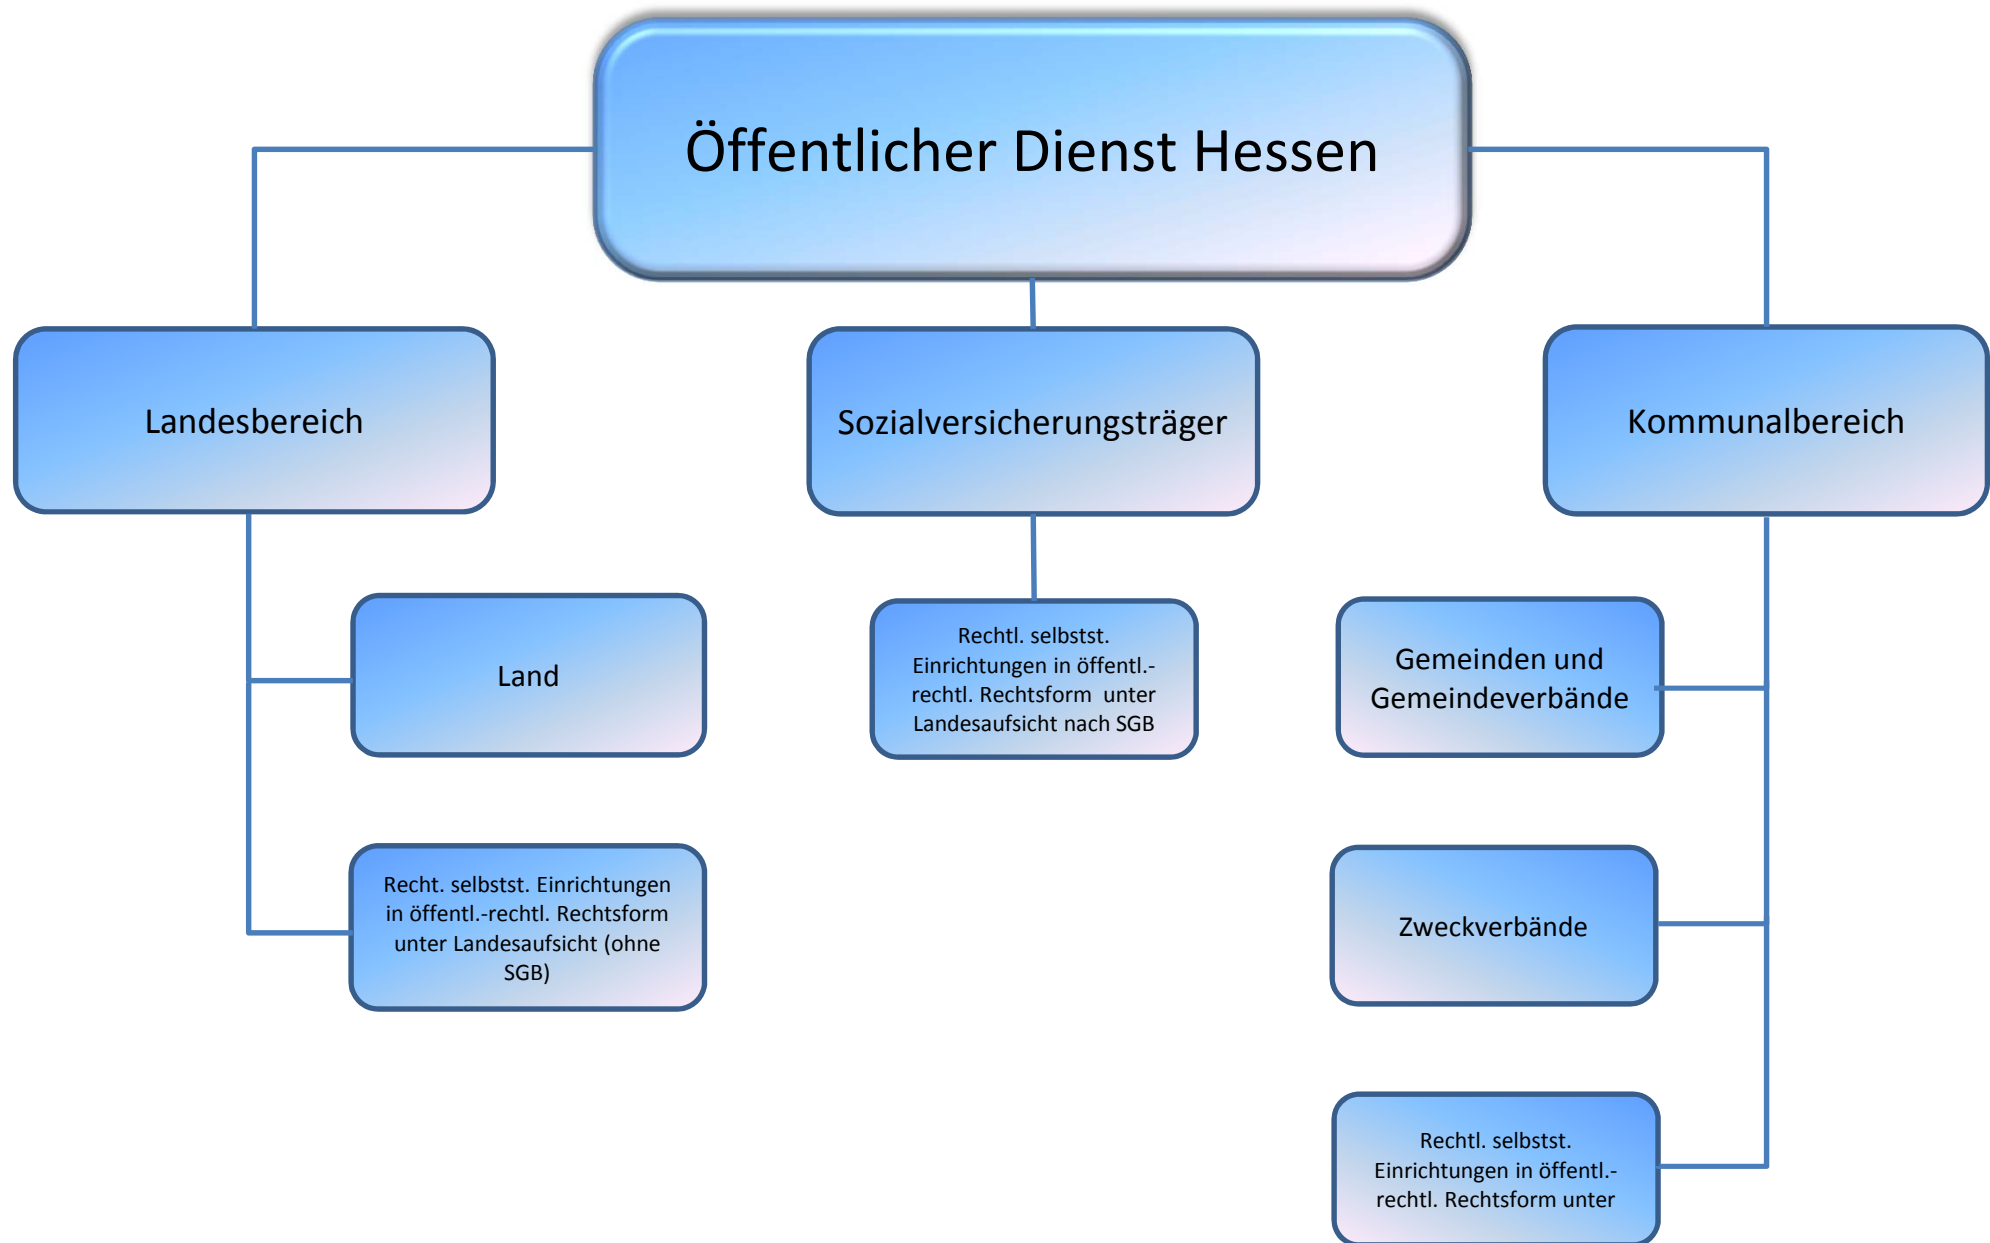 Öffentlicher Dienst Hessen
Landesbereich
Sozialversicherungsträger
Kommunalbereich
Land
Rechtl. selbstst.
Einrichtungen in öffentl.-
rechtl. Rechtsform unter
Landesaufsicht nach SGB
Gemeinden und
Gemeindeverbände
Recht. selbstst. Einrichtungen
in öffentl.-rechtl. Rechtsform
unter Landesaufsicht (ohne
SGB)
Zweckverbände
Rechtl. selbstst.
Einrichtungen in öffentl.-
rechtl. Rechtsform unter